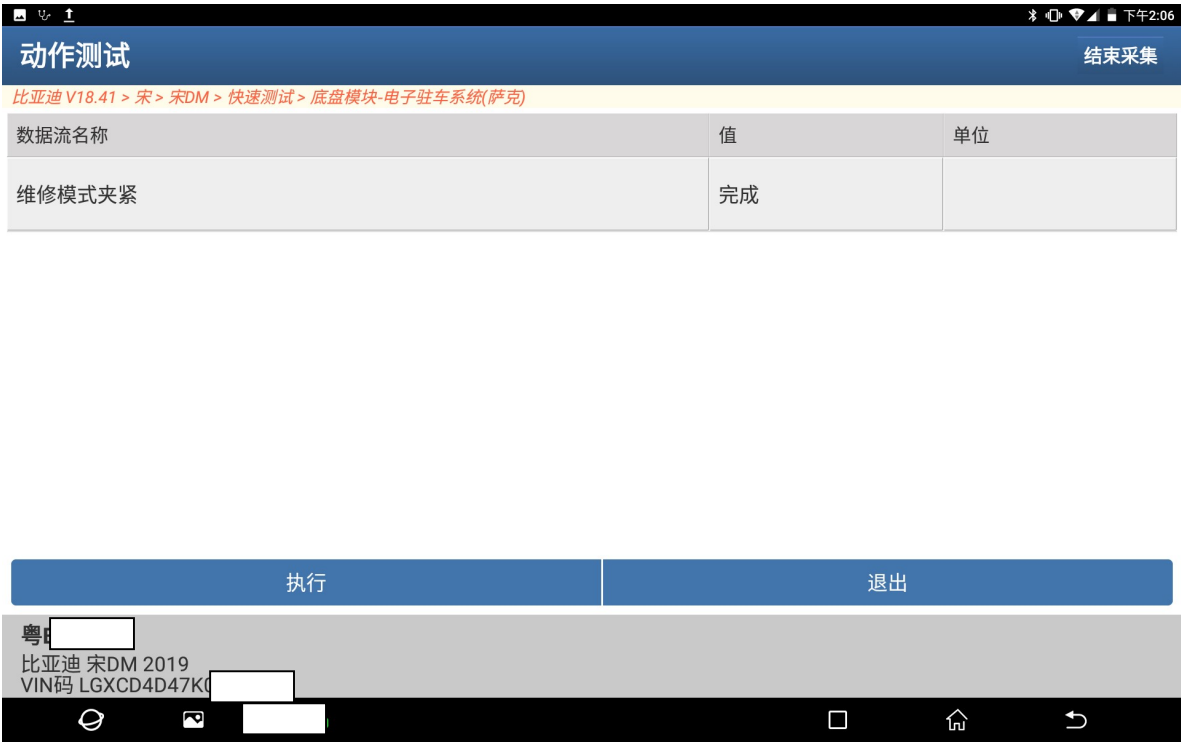 下午2:06
动作测试
结束采集
比亚迪 V18.41 > 宋 > 宋DM > 快速测试 > 底盘模块-电子驻车系统(萨克)
数据流名称 值 单位
维修模式夹紧 完成
执行 退出
粤
比亚迪 宋DM 2019
VIN码 LGXCD4D47K